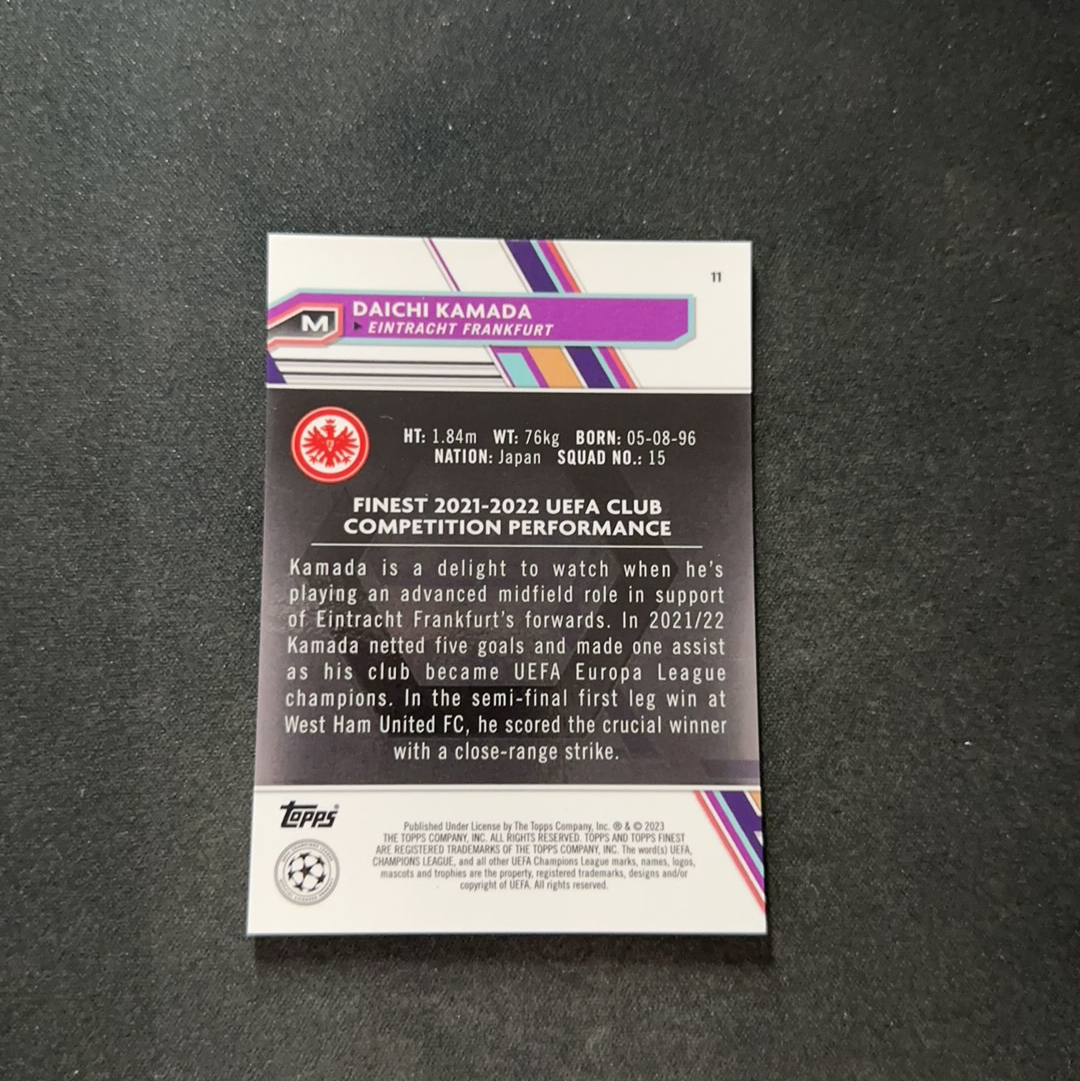 11
M
DAICHI KAMADA
EINTRACHT FRANKFURT
HT: 1.84m WT: 76kg BORN: 05-08-96
NATION: Japan SQUAD NO.: 15
FINEST 2021-2022 UEFA CLUB
COMPETITION PERFORMANCE
Kamada is a delight to watch when he's
playing an advanced midfield role in support
of Eintracht Frankfurt's forwards. In 2021/22
Kamada netted five goals and made one assist
as his club became UEFA Europa League
champions. In the semi-final first leg win at
West Ham United FC, he scored the crucial winner
with a close-range strike.
Topps®
Published Under License by The Topps Company, Inc. ® & © 2023
THE TOPPS COMPANY, INC. ALL RIGHTS RESERVED. TOPPS AND TOPPS FINEST
ARE REGISTERED TRADEMARKS OF THE TOPPS COMPANY, INC. The word(s) UEFA,
CHAMPIONS LEAGUE, and all other UEFA Champions League marks, names, logos,
mascots and trophies are the property, registered trademarks, designs and/or
copyright of UEFA. All rights reserved.